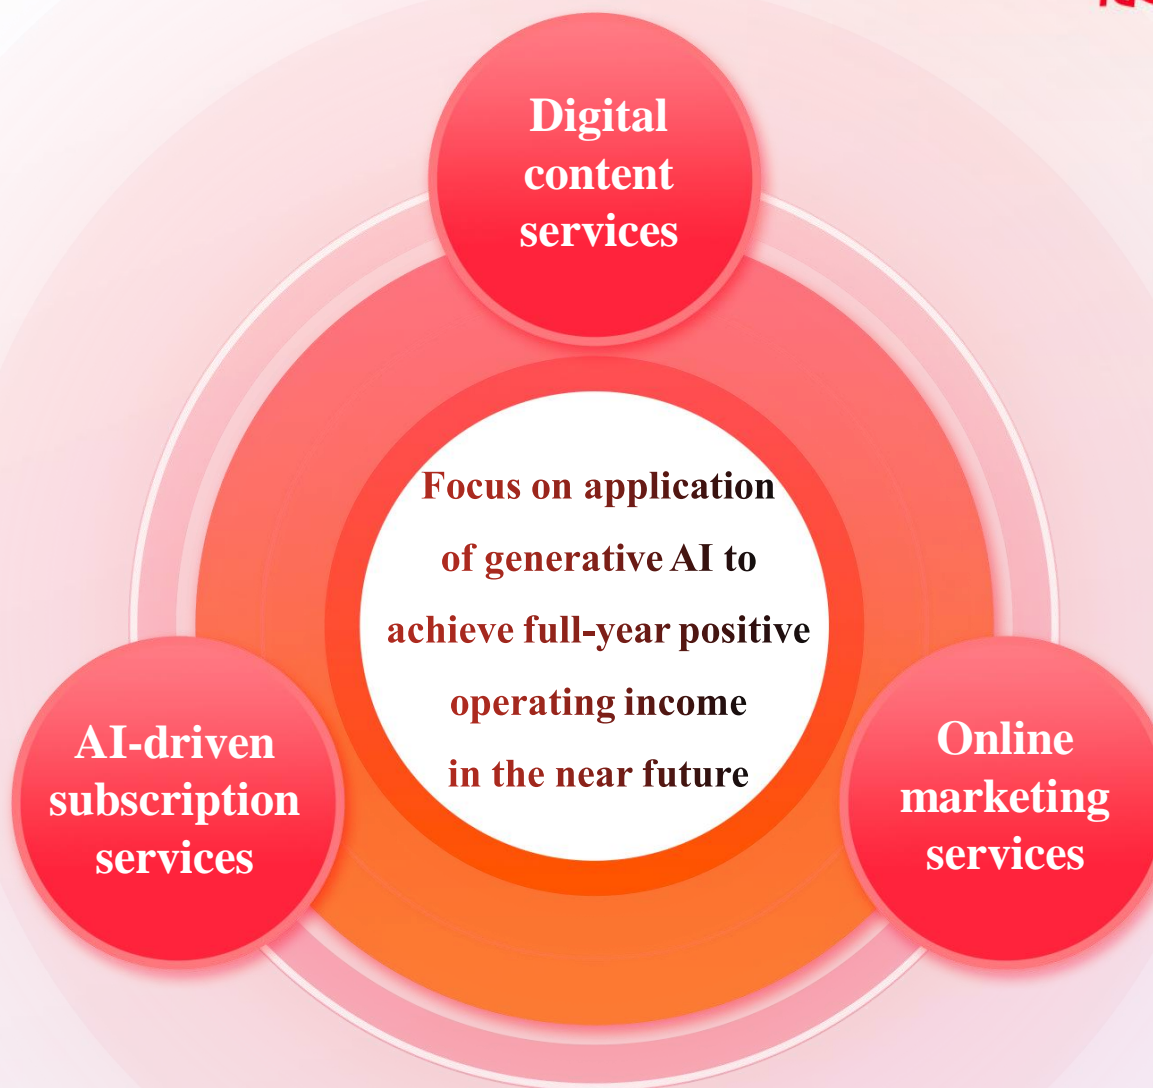 Digital
content
services
Focus on application
of generative AI to
achieve full-year positive
operating income
in the near future
AI-driven
subscription
services
Online
marketing
services